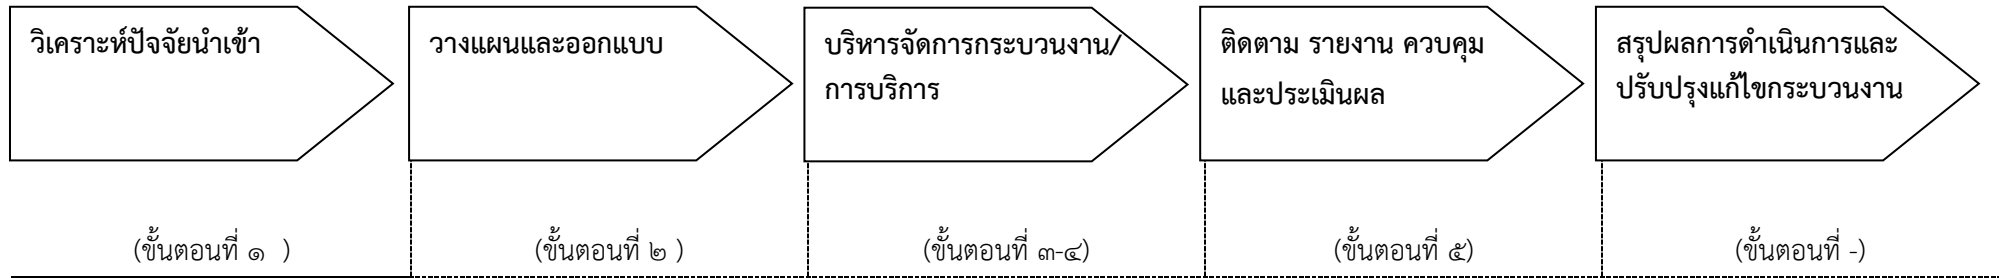 วิเคราะห์ปัจจัยนำเข้า
วางแผนและออกแบบ
บริหารจัดการกระบวนงาน/
การบริการ
ติดตาม รายงาน ควบคุม
และประเมินผล
สรุปผลการดำเนินการและ
ปรับปรุงแก้ไขกระบวนงาน
(ขั้นตอนที่ ๑ )
(ขั้นตอนที่ ๒ )
(ขั้นตอนที่ ๓-๔)
(ขั้นตอนที่ ๕)
(ขั้นตอนที่ -)